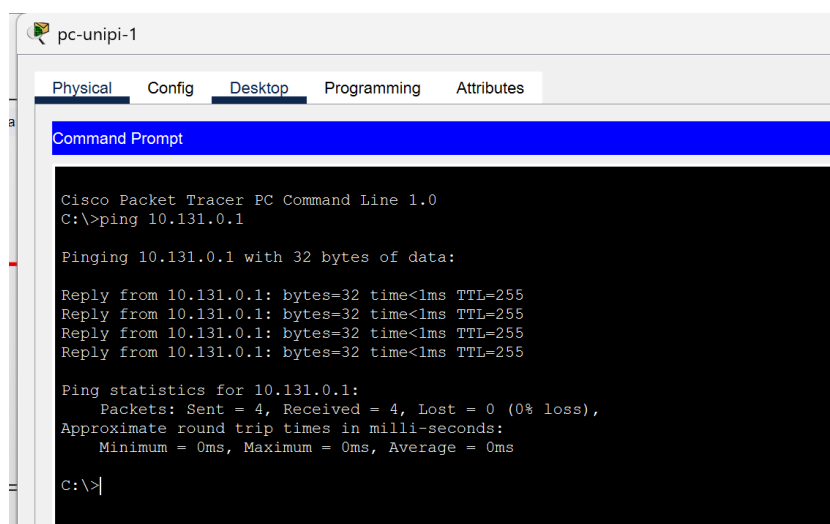 pc-unipi-1
Physical Config Desktop Programming Attributes
a
Command Prompt
Cisco Packet Tracer PC Command Line 1.0
C:\>ping 10.131.0.1
Pinging 10.131.0.1 with 32 bytes of data:
Reply from 10.131.0.1: bytes=32 time<1ms TTL=255
Reply from 10.131.0.1: bytes=32 time<1ms TTL=255
Reply from 10.131.0.1: bytes=32 time<1ms TTL=255
Reply from 10.131.0.1: bytes=32 time<1ms TTL=255
Ping statistics for 10.131.0.1:
Packets: Sent = 4, Received = 4, Lost = 0 (0% loss),
Approximate round trip times in milli-seconds:
Minimum = 0ms, Maximum = 0ms, Average = 0ms
C:\>